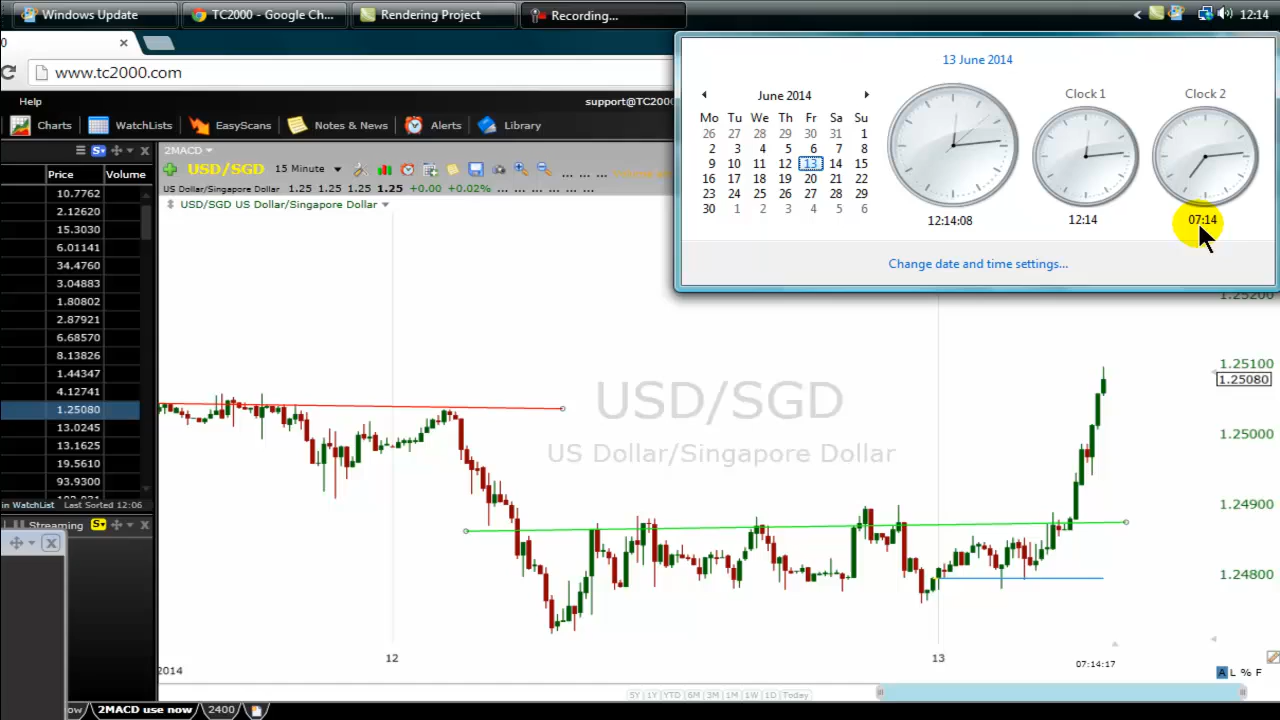 Windows Update
TC2000 - Google Ch...
Rendering Project
Recording...
12:14
www.tc2000.com
Help
support@TC2000
Charts
WatchLists
EasyScans
Notes & News
Alerts
Library
Price Volume
10.7762
2.12620
15.3030
6.01141
34.4760
3.04883
1.80802
2.87921
6.68570
8.13826
1.44347
4.12741
1.25080
13.0245
13.1625
19.5610
93.9300
in WatchList Last Sorted 12:06
Streaming
2MACD
USD/SGD 15 Minute
US Dollar/Singapore Dollar 1.25 1.25 1.25 1.25 +0.00 +0.02% ... ... ... ... ...
USD/SGD US Dollar/Singapore Dollar
13 June 2014
June 2014
Mo Tu We Th Fr Sa Su
26 27 28 29 30 31 1
2 3 4 5 6 7 8
9 10 11 12 13 14 15
16 17 18 19 20 21 22
23 24 25 26 27 28 29
30 1 2 3 4 5 6
Clock 1
Clock 2
12:14:08
12:14
07:14
Change date and time settings...
USD/SGD
US Dollar/Singapore Dollar
1.25200
1.25100
1.25080
1.25000
1.24900
1.24800
2014
12
13
07:14:17
A L % F
5Y 1Y YTD 6M 3M 1M 1W 1D Today
ow
2MACD use now
2400